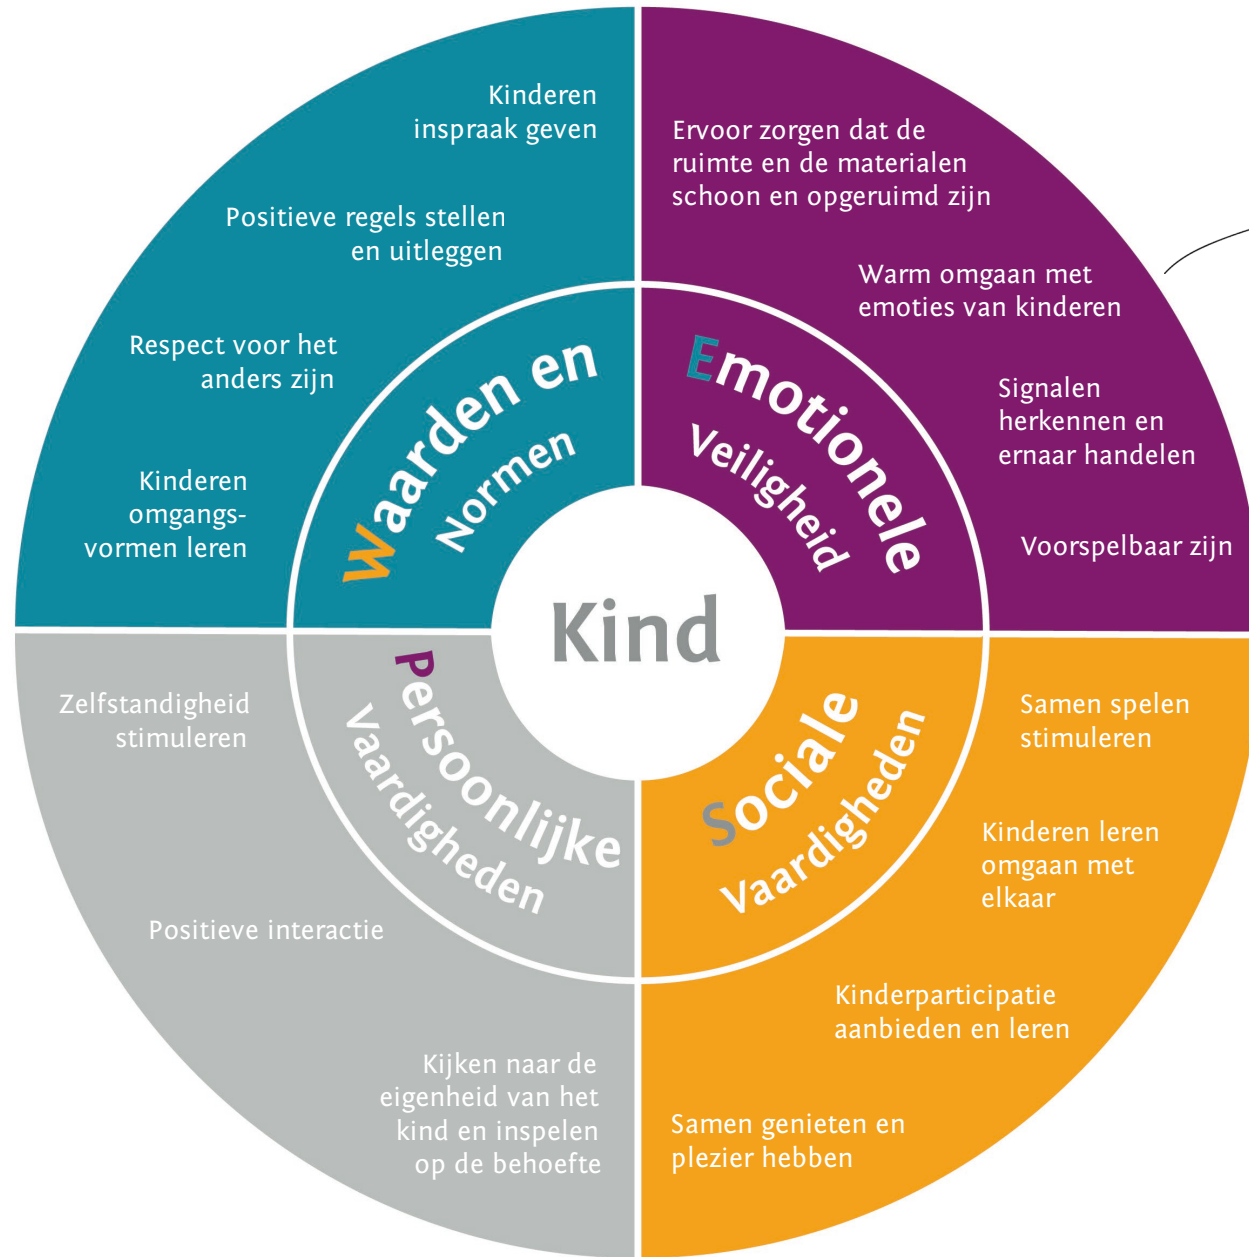 Kinderen
inspraak geven
Positieve regels stellen
en uitleggen
Respect voor het
anders zijn
Kinderen
omgangs-
vormen leren
Waarden en
Normen
Ervoor zorgen dat de
ruimte en de materialen
schoon en opgeruimd zijn
Warm omgaan met
emoties van kinderen
Signalen
herkennen en
ernaar handelen
Voorspelbaar zijn
Emotionele
Veiligheid
Kind
Zelfstandigheid
stimuleren
Positieve interactie
Kijken naar de
eigenheid van het
kind en inspelen
op de behoefte
Persoonlijke
Vaardigheden
Sociale
Vaardigheden
Samen spelen
stimuleren
Kinderen leren
omgaan met
elkaar
Kinderparticipatie
aanbieden en leren
Samen genieten en
plezier hebben